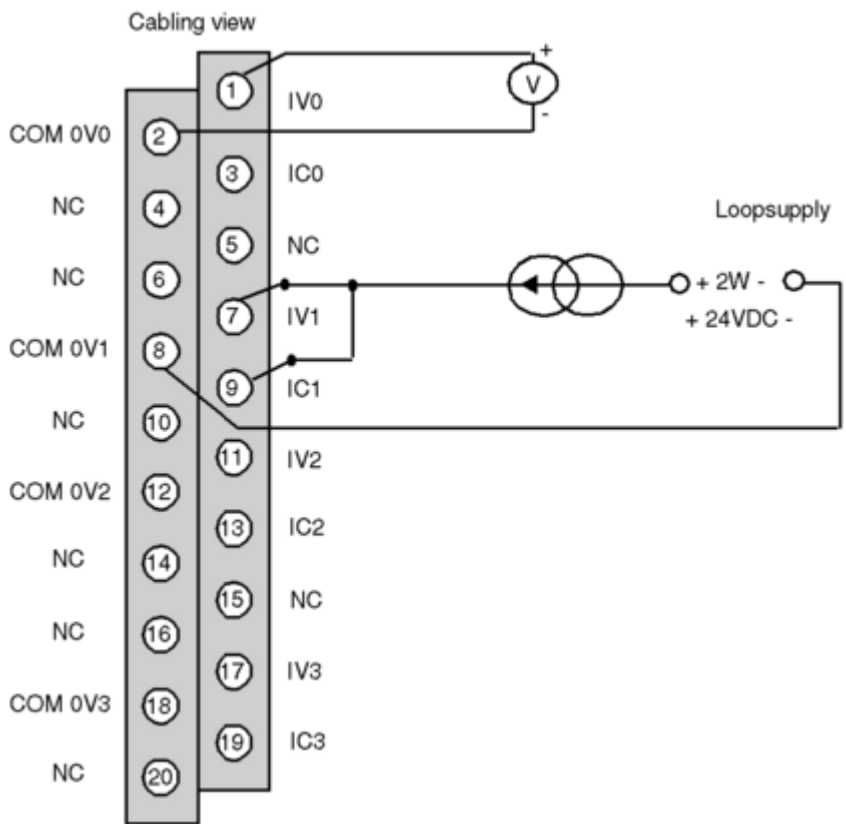 Cabling view
+
1
V
IV0
-
COM 0V0
2
3
IC0
NC
4
Loopsupply
5
NC
NC
6
+ 2W -
7
IV1
+ 24VDC -
COM 0V1
8
9
IC1
NC
10
11
IV2
COM 0V2
12
13
IC2
NC
14
15
NC
NC
16
17
IV3
COM 0V3
18
19
IC3
NC
20